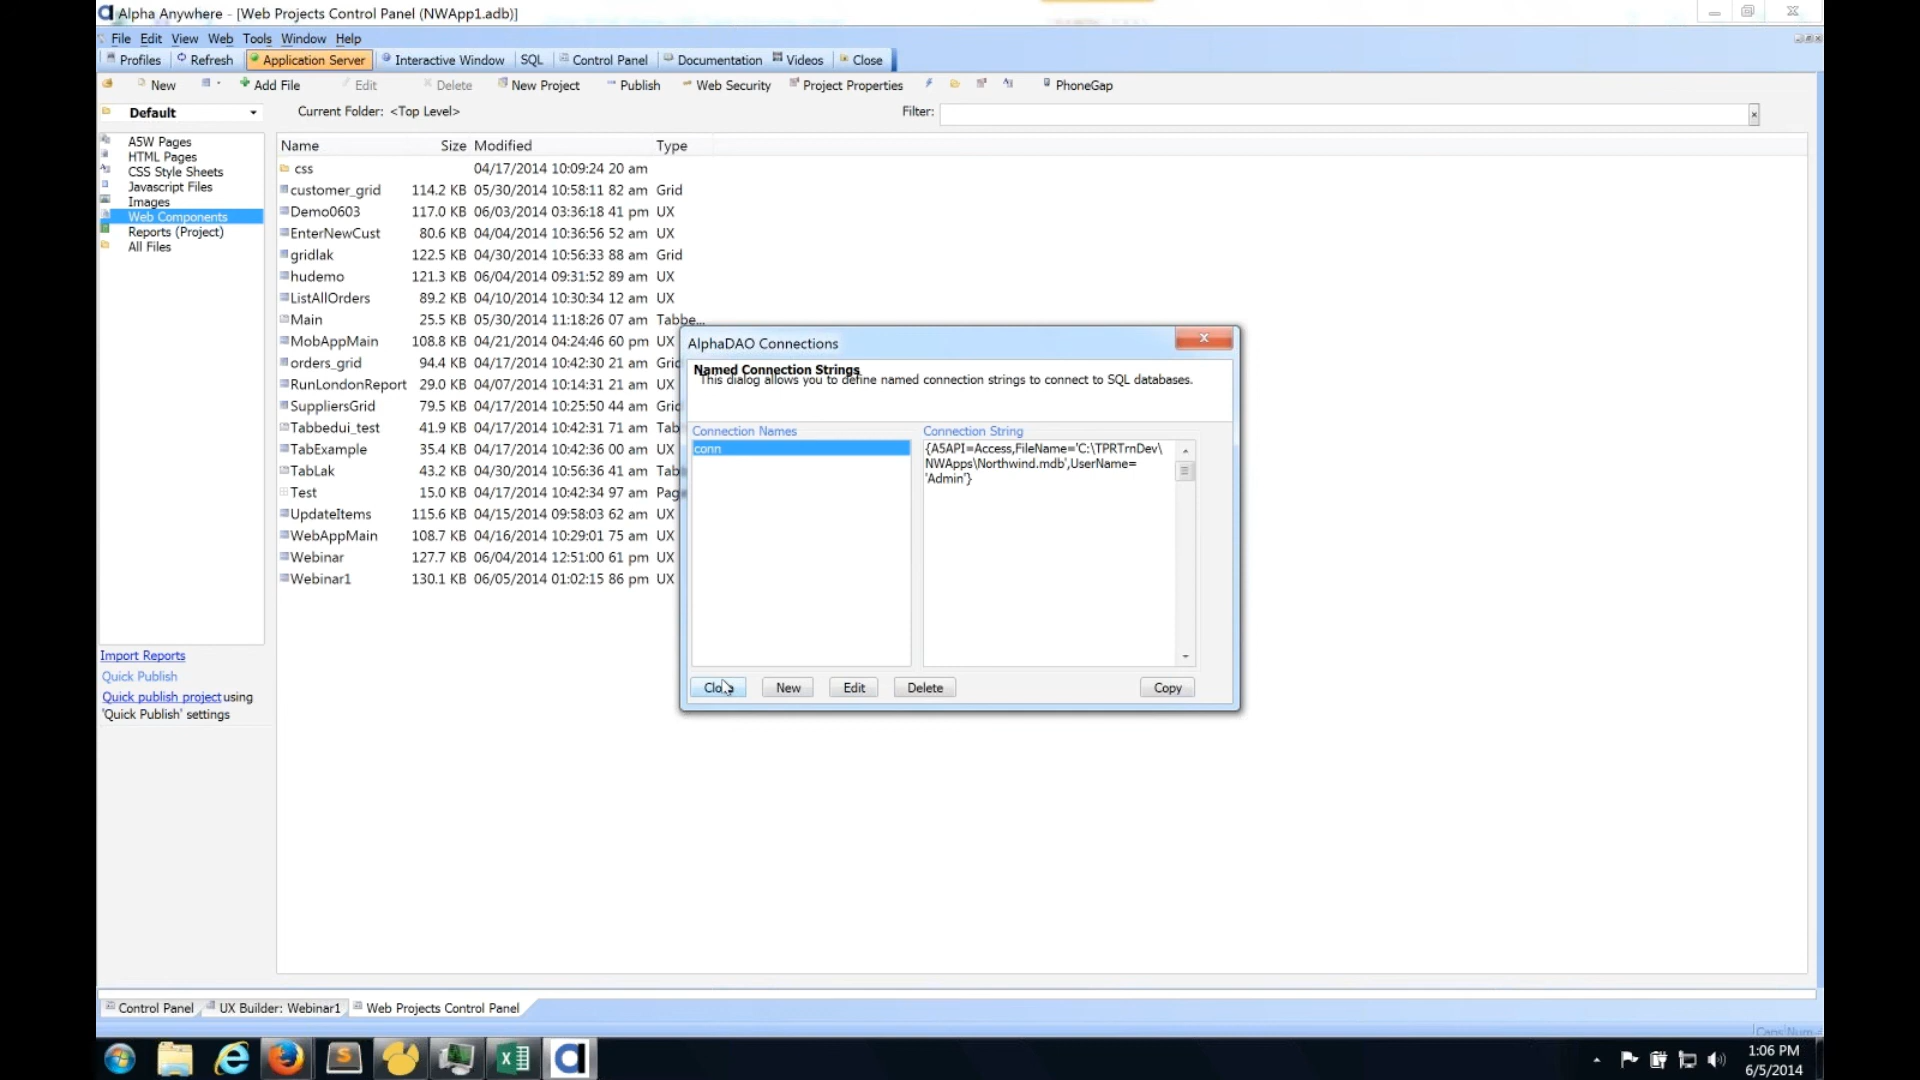 Alpha Anywhere - [Web Projects Control Panel (NWApp1.adb)]
File Edit View Web Tools Window Help
Profiles Refresh Application Server Interactive Window SQL Control Panel Documentation Videos Close
New Add File Edit Delete New Project Publish Web Security Project Properties PhoneGap
Default Current Folder: <Top Level> Filter:
A5W Pages
HTML Pages
CSS Style Sheets
Javascript Files
Images
Web Components
Reports (Project)
All Files
Import Reports
Quick Publish
Quick publish project using
'Quick Publish' settings
Name Size Modified Type
css 04/17/2014 10:09:24 20 am
customer_grid 114.2 KB 05/30/2014 10:58:11 82 am Grid
Demo0603 117.0 KB 06/03/2014 03:36:18 41 pm UX
EnterNewCust 80.6 KB 04/04/2014 10:36:56 52 am UX
gridlak 122.5 KB 04/30/2014 10:56:33 88 am Grid
hudemo 121.3 KB 06/04/2014 09:31:52 89 am UX
ListAllOrders 89.2 KB 04/10/2014 10:30:34 12 am UX
Main 25.5 KB 05/30/2014 11:18:26 07 am Tabbe...
MobAppMain 108.8 KB 04/21/2014 04:24:46 60 pm UX
orders_grid 94.4 KB 04/17/2014 10:42:30 21 am Grid
RunLondonReport 29.0 KB 04/07/2014 10:14:31 21 am UX
SuppliersGrid 79.5 KB 04/17/2014 10:25:50 44 am Grid
Tabbedui_test 41.9 KB 04/17/2014 10:42:31 71 am Tab
TabExample 35.4 KB 04/17/2014 10:42:36 00 am UX
TabLak 43.2 KB 04/30/2014 10:56:36 41 am Tab
Test 15.0 KB 04/17/2014 10:42:34 97 am Pag
UpdateItems 115.6 KB 04/15/2014 09:58:03 62 am UX
WebAppMain 108.7 KB 04/16/2014 10:29:01 75 am UX
Webinar 127.7 KB 06/04/2014 12:51:00 61 pm UX
Webinar1 130.1 KB 06/05/2014 01:02:15 86 pm UX
AlphaDAO Connections
Named Connection Strings
This dialog allows you to define named connection strings to connect to SQL databases.
Connection Names Connection String
conn
{A5API=Access,FileName='C:\TPRTrnDev\
NWApps\Northwind.mdb',UserName=
'Admin'}
Close New Edit Delete Copy
Control Panel UX Builder: Webinar1 Web Projects Control Panel
Caps Num
1:06 PM
6/5/2014